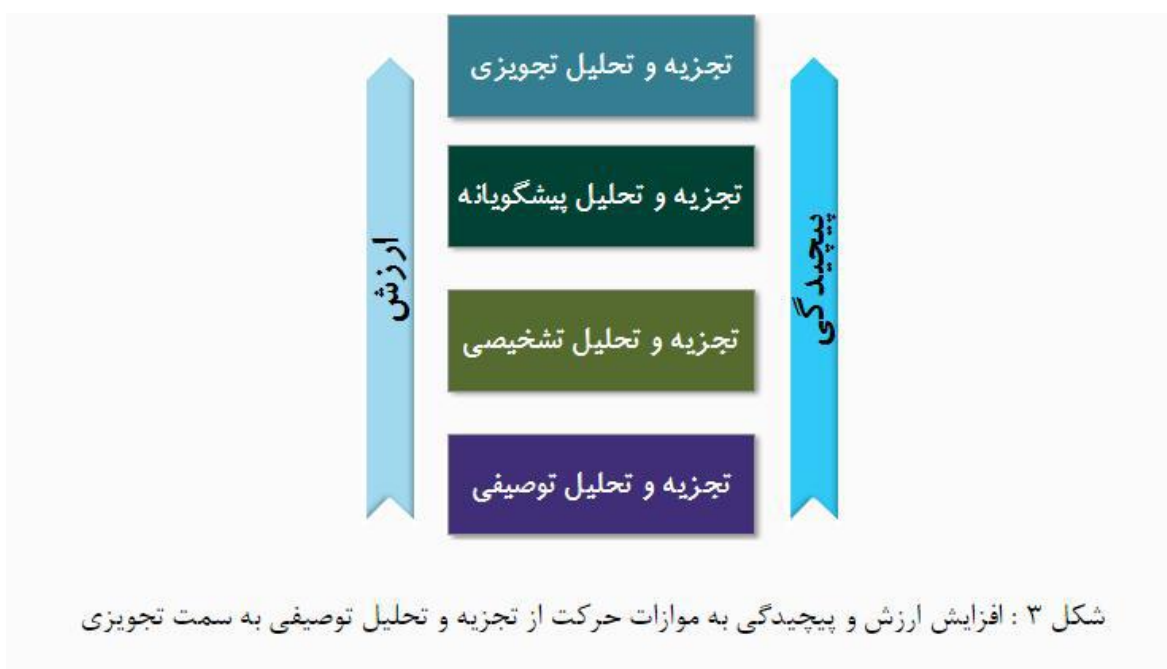 تجزیه و تحلیل تجویزی
تجزیه و تحلیل پیشگویانه
پیچیدگی
ارزش
تجزیه و تحلیل تشخیصی
تجزیه و تحلیل توصیفی
شکل ۳ : افزایش ارزش و پیچیدگی به موازات حرکت از تجزیه و تحلیل توصیفی به سمت تجویزی